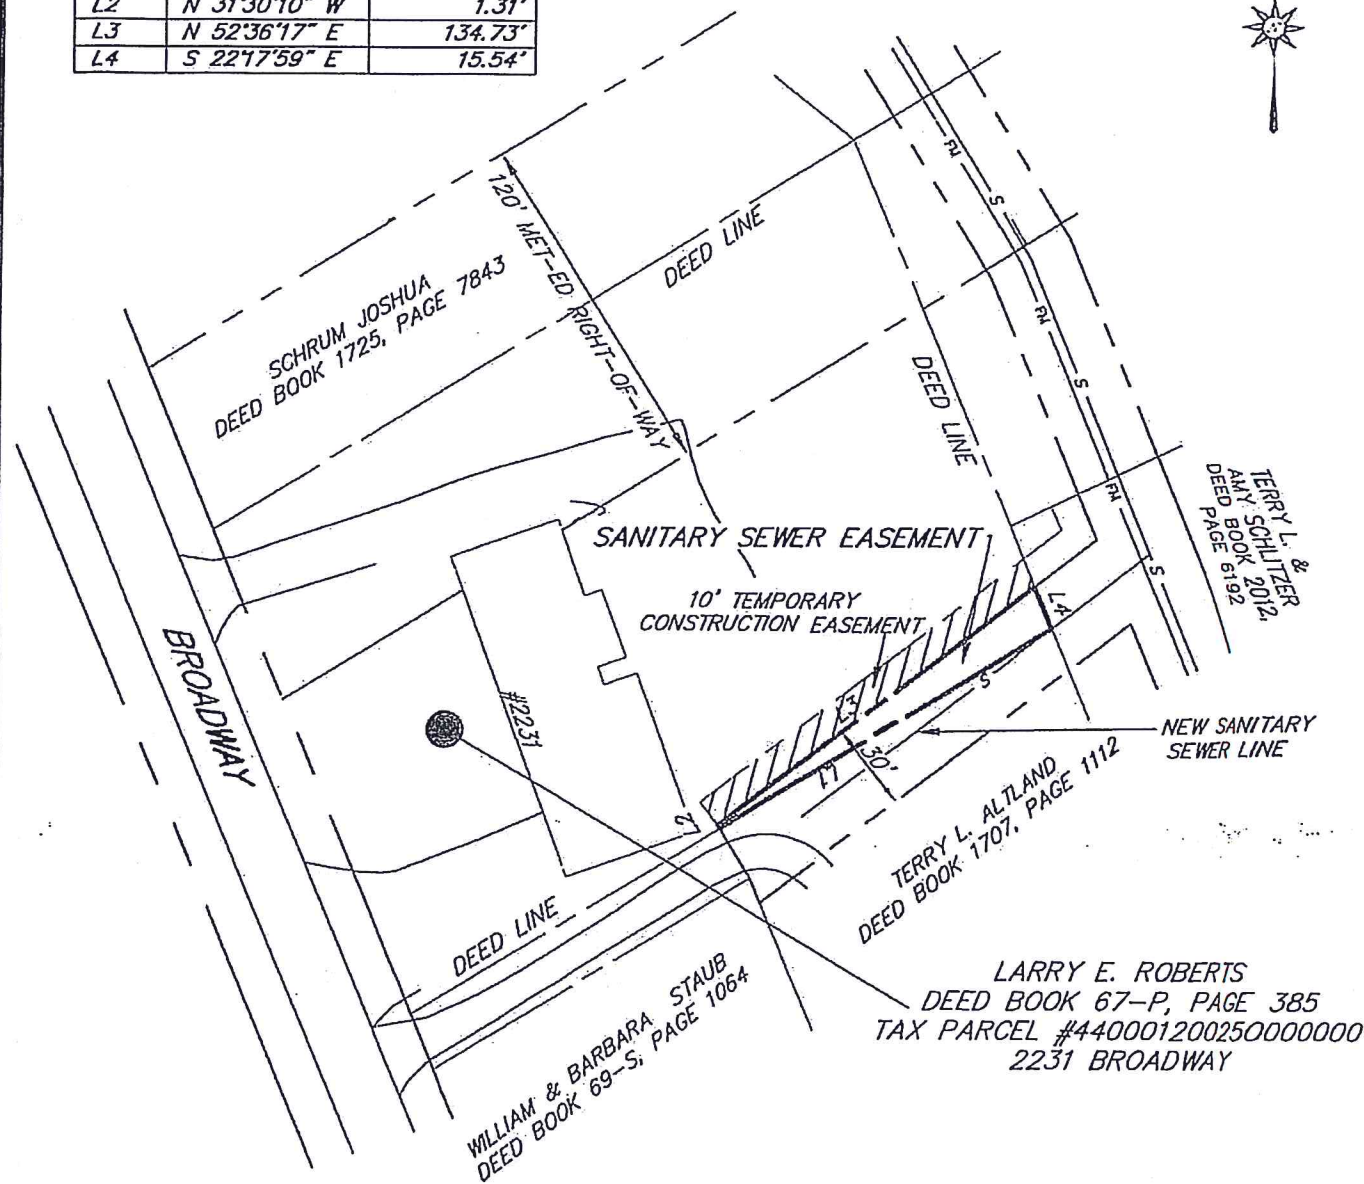 L2 N 31°30'10" W 1.31'
L3 N 52°36'17" E 134.73'
L4 S 22°17'59" E 15.54'
120' MET-ED RIGHT-OF-WAY
DEED LINE
SCHRUM JOSHUA
DEED BOOK 1725, PAGE 7843
FM
S
FM
S
FM
S
DEED LINE
TERRY L. &
AMY SCHLITZER
DEED BOOK 2012,
PAGE 6192
SANITARY SEWER EASEMENT
10' TEMPORARY
CONSTRUCTION EASEMENT
L4
BROADWAY
#2231
L3
S
NEW SANITARY
SEWER LINE
30'
L1
L2
TERRY L. ALTLAND
DEED BOOK 1707, PAGE 1112
DEED LINE
WILLIAM & BARBARA STAUB
DEED BOOK 69-S, PAGE 1064
LARRY E. ROBERTS
DEED BOOK 67-P, PAGE 385
TAX PARCEL #440001200250000000
2231 BROADWAY